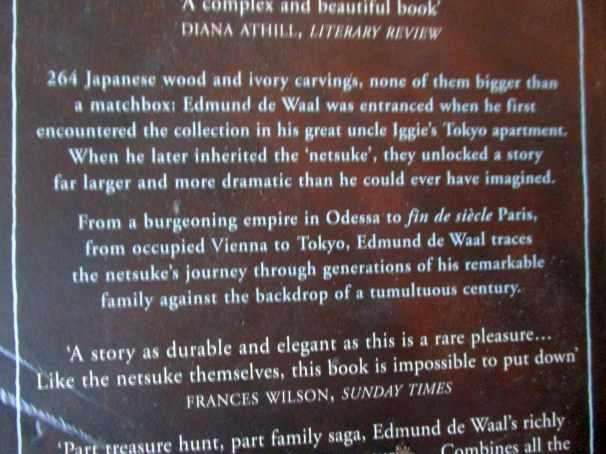 'A complex and beautiful book'
DIANA ATHILL, LITERARY REVIEW
264 Japanese wood and ivory carvings, none of them bigger than
a matchbox: Edmund de Waal was entranced when he first
encountered the collection in his great uncle Iggie's Tokyo apartment.
When he later inherited the 'netsuke', they unlocked a story
far larger and more dramatic than he could ever have imagined.
From a burgeoning empire in Odessa to fin de siècle Paris,
from occupied Vienna to Tokyo, Edmund de Waal traces
the netsuke's journey through generations of his remarkable
family against the backdrop of a tumultuous century.
'A story as durable and elegant as this is a rare pleasure...
Like the netsuke themselves, this book is impossible to put down'
FRANCES WILSON, SUNDAY TIMES
'Part treasure hunt, part family saga, Edmund de Waal's richly
Combines all the